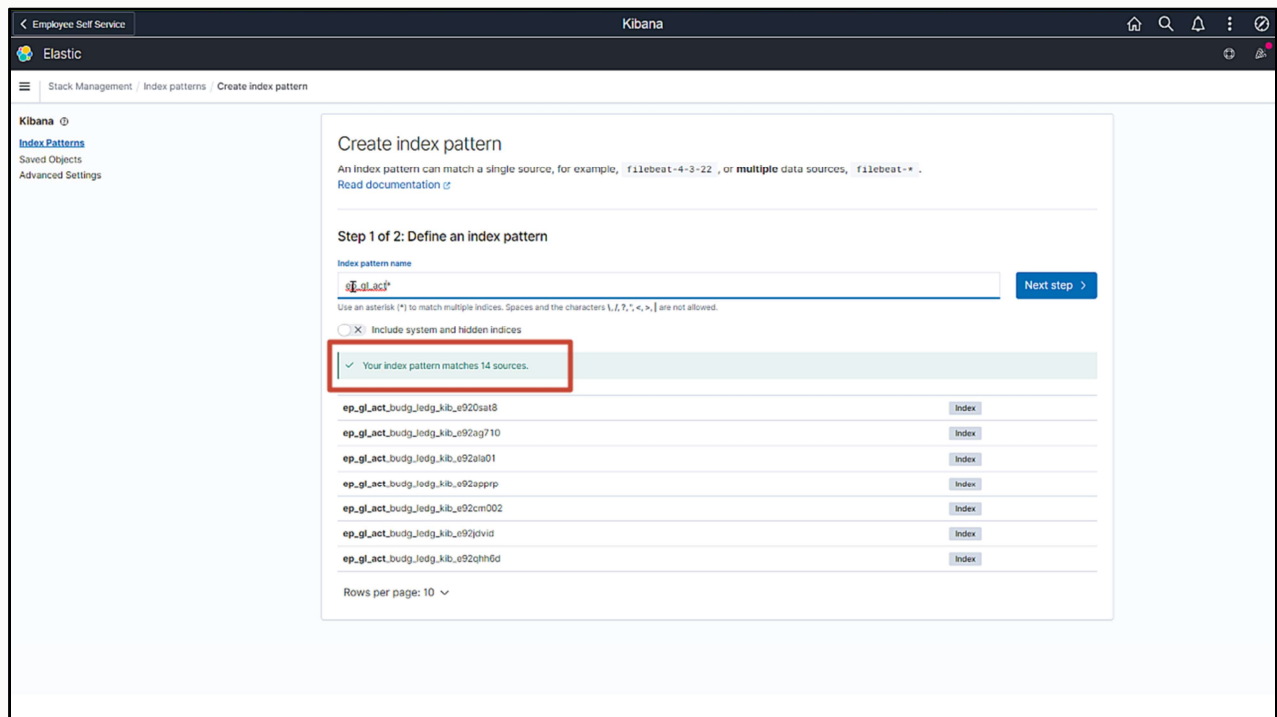 Employee Self Service
Kibana
Elastic
Stack Management / Index patterns / Create index pattern
Kibana
Index Patterns
Saved Objects
Advanced Settings
Create index pattern
An index pattern can match a single source, for example, filebeat-4-3-22 , or multiple data sources, filebeat-* .
Read documentation
Step 1 of 2: Define an index pattern
Index pattern name
ep_gl_act*
Next step
Use an asterisk (*) to match multiple indices. Spaces and the characters \, /, ?, ", <, >, | are not allowed.
Include system and hidden indices
Your index pattern matches 14 sources.
ep_gl_act_budg_ledg_kib_e920sat8 Index
ep_gl_act_budg_ledg_kib_e92ag710 Index
ep_gl_act_budg_ledg_kib_e92ala01 Index
ep_gl_act_budg_ledg_kib_e92apprp Index
ep_gl_act_budg_ledg_kib_e92cm002 Index
ep_gl_act_budg_ledg_kib_e92jdvid Index
ep_gl_act_budg_ledg_kib_e92qhh6d Index
Rows per page: 10